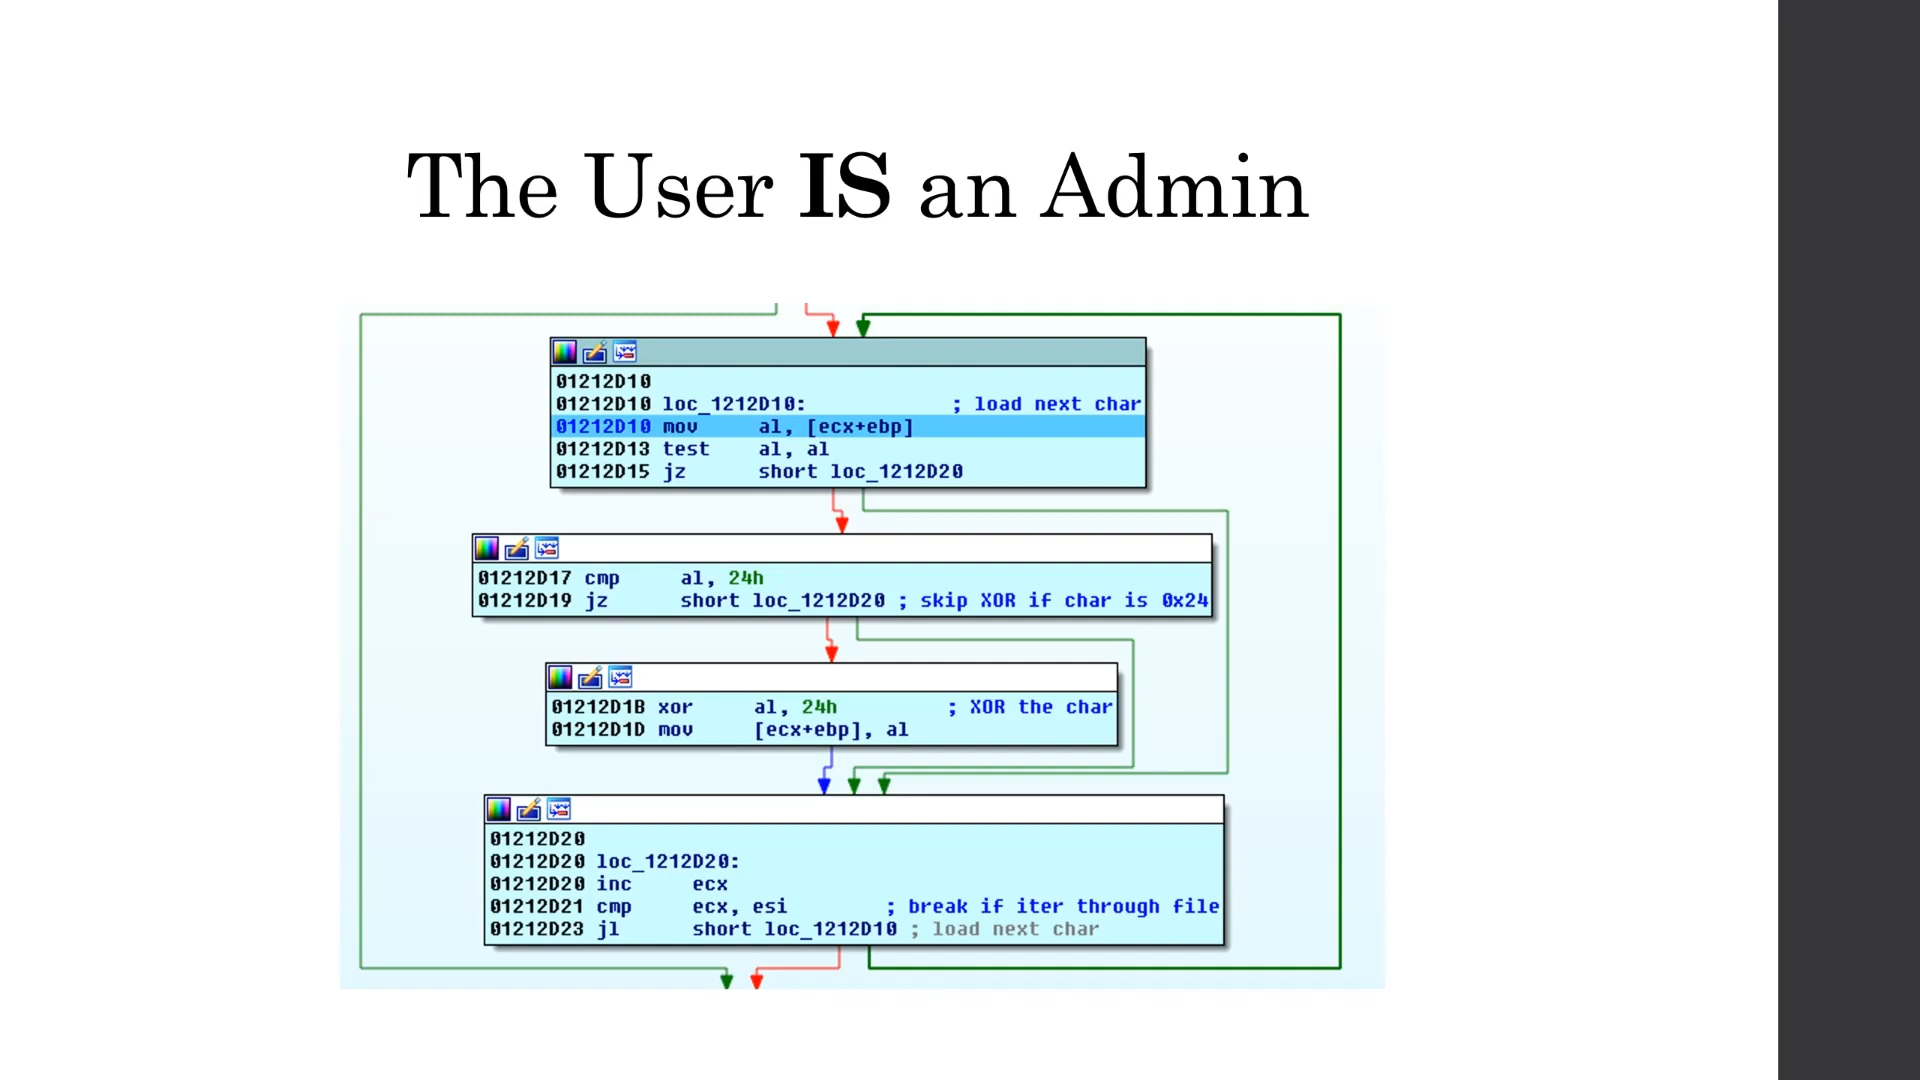 The User IS an Admin
01212D10
01212D10 loc_1212D10: ; load next char
01212D10 mov al, [ecx+ebp]
01212D13 test al, al
01212D15 jz short loc_1212D20
01212D17 cmp al, 24h
01212D19 jz short loc_1212D20 ; skip XOR if char is 0x24
01212D1B xor al, 24h ; XOR the char
01212D1D mov [ecx+ebp], al
01212D20
01212D20 loc_1212D20:
01212D20 inc ecx
01212D21 cmp ecx, esi ; break if iter through file
01212D23 jl short loc_1212D10 ; load next char